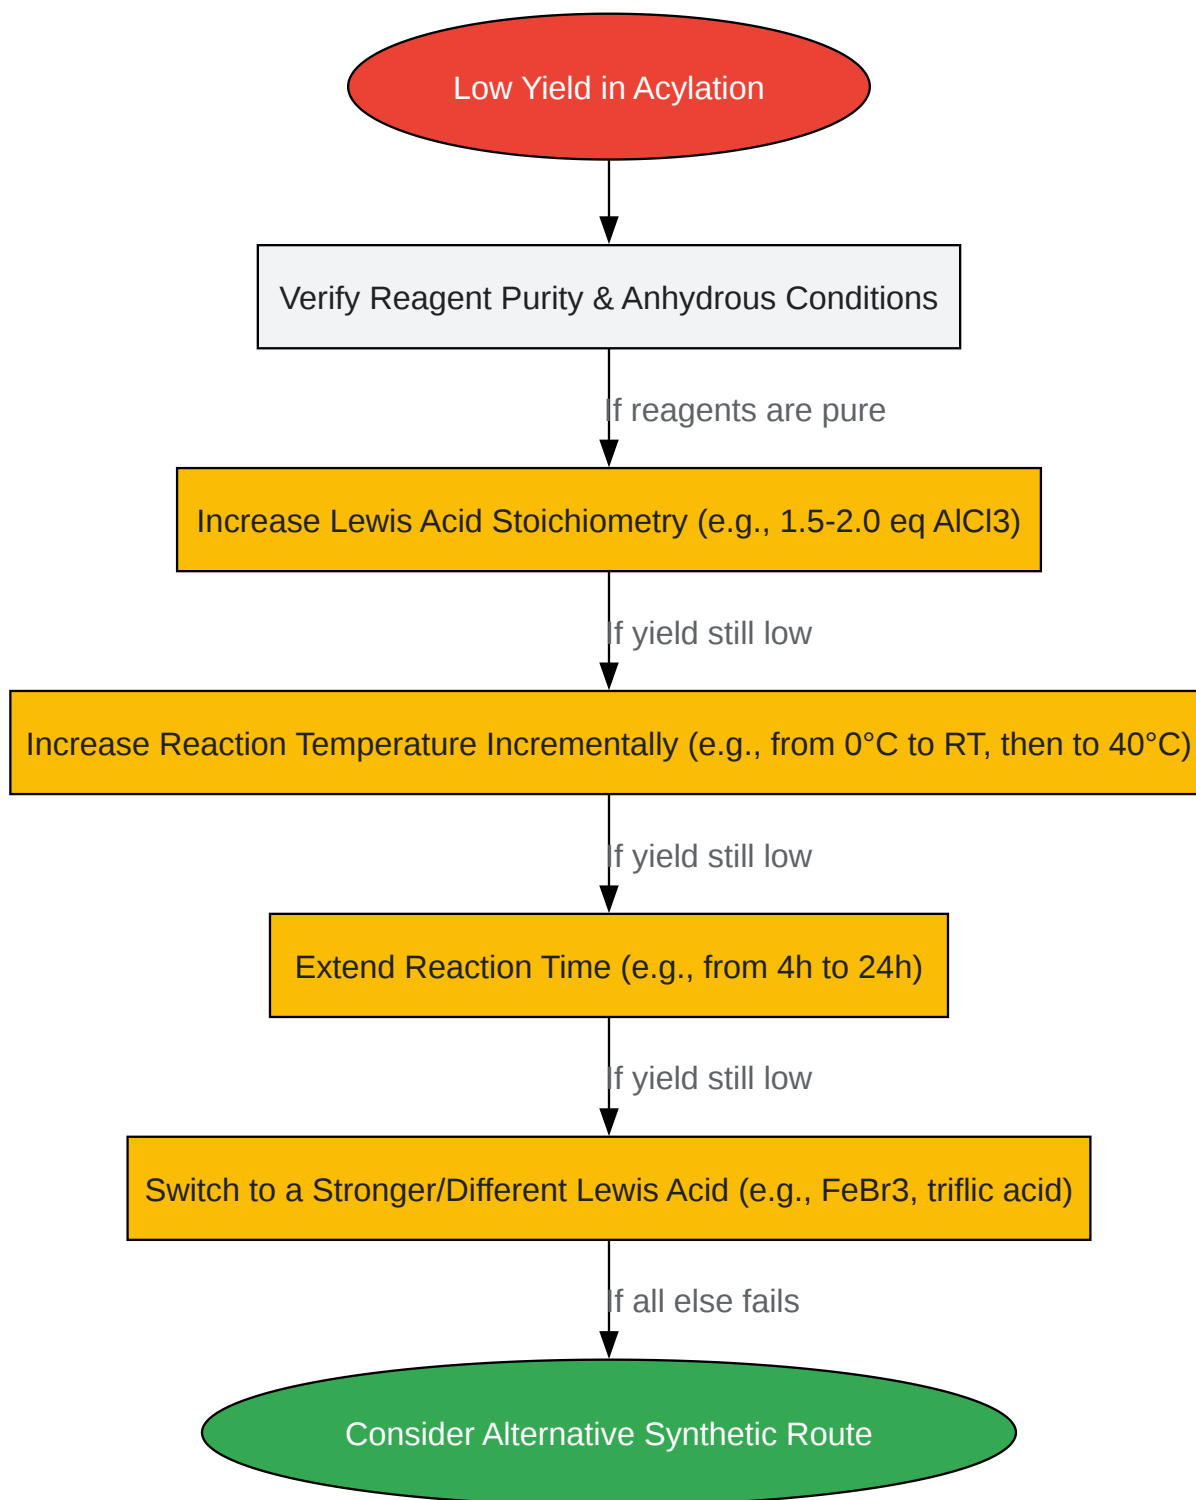 Low Yield in Acylation
Verify Reagent Purity & Anhydrous Conditions
If reagents are pure
Increase Lewis Acid Stoichiometry (e.g., 1.5-2.0 eq AlCl3)
If yield still low
Increase Reaction Temperature Incrementally (e.g., from 0°C to RT, then to 40°C)
If yield still low
Extend Reaction Time (e.g., from 4h to 24h)
If yield still low
Switch to a Stronger/Different Lewis Acid (e.g., FeBr3, triflic acid)
If all else fails
Consider Alternative Synthetic Route